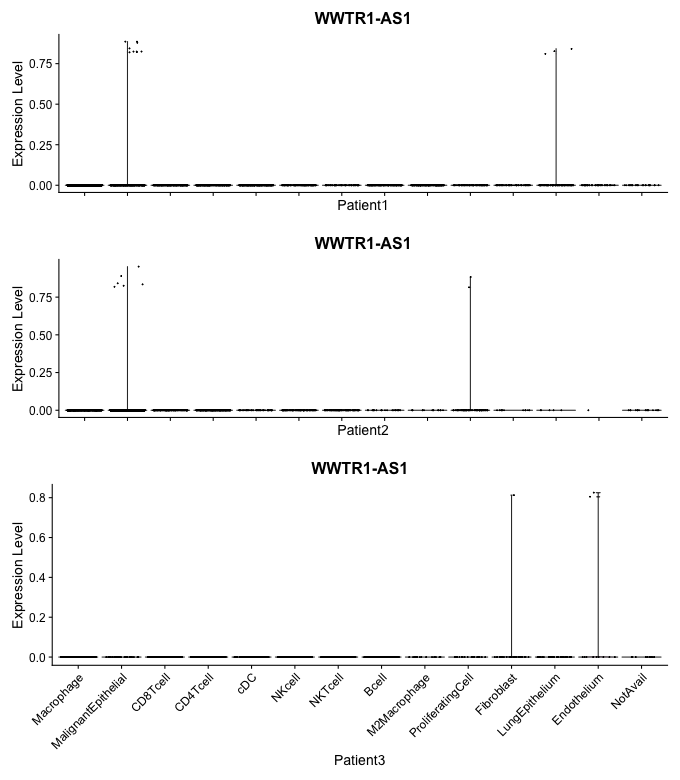 WWTR1-AS1
Expression Level
0.75
0.50
0.25
0.00
Patient1
WWTR1-AS1
Expression Level
0.75
0.50
0.25
0.00
Patient2
WWTR1-AS1
Expression Level
0.8
0.6
0.4
0.2
0.0
Macrophage
MalignantEpithelial
CD8Tcell
CD4Tcell
cDC
NKcell
NKTcell
Bcell
M2Macrophage
ProliferatingCell
Fibroblast
LungEpithelium
Endothelium
NotAvail
Patient3